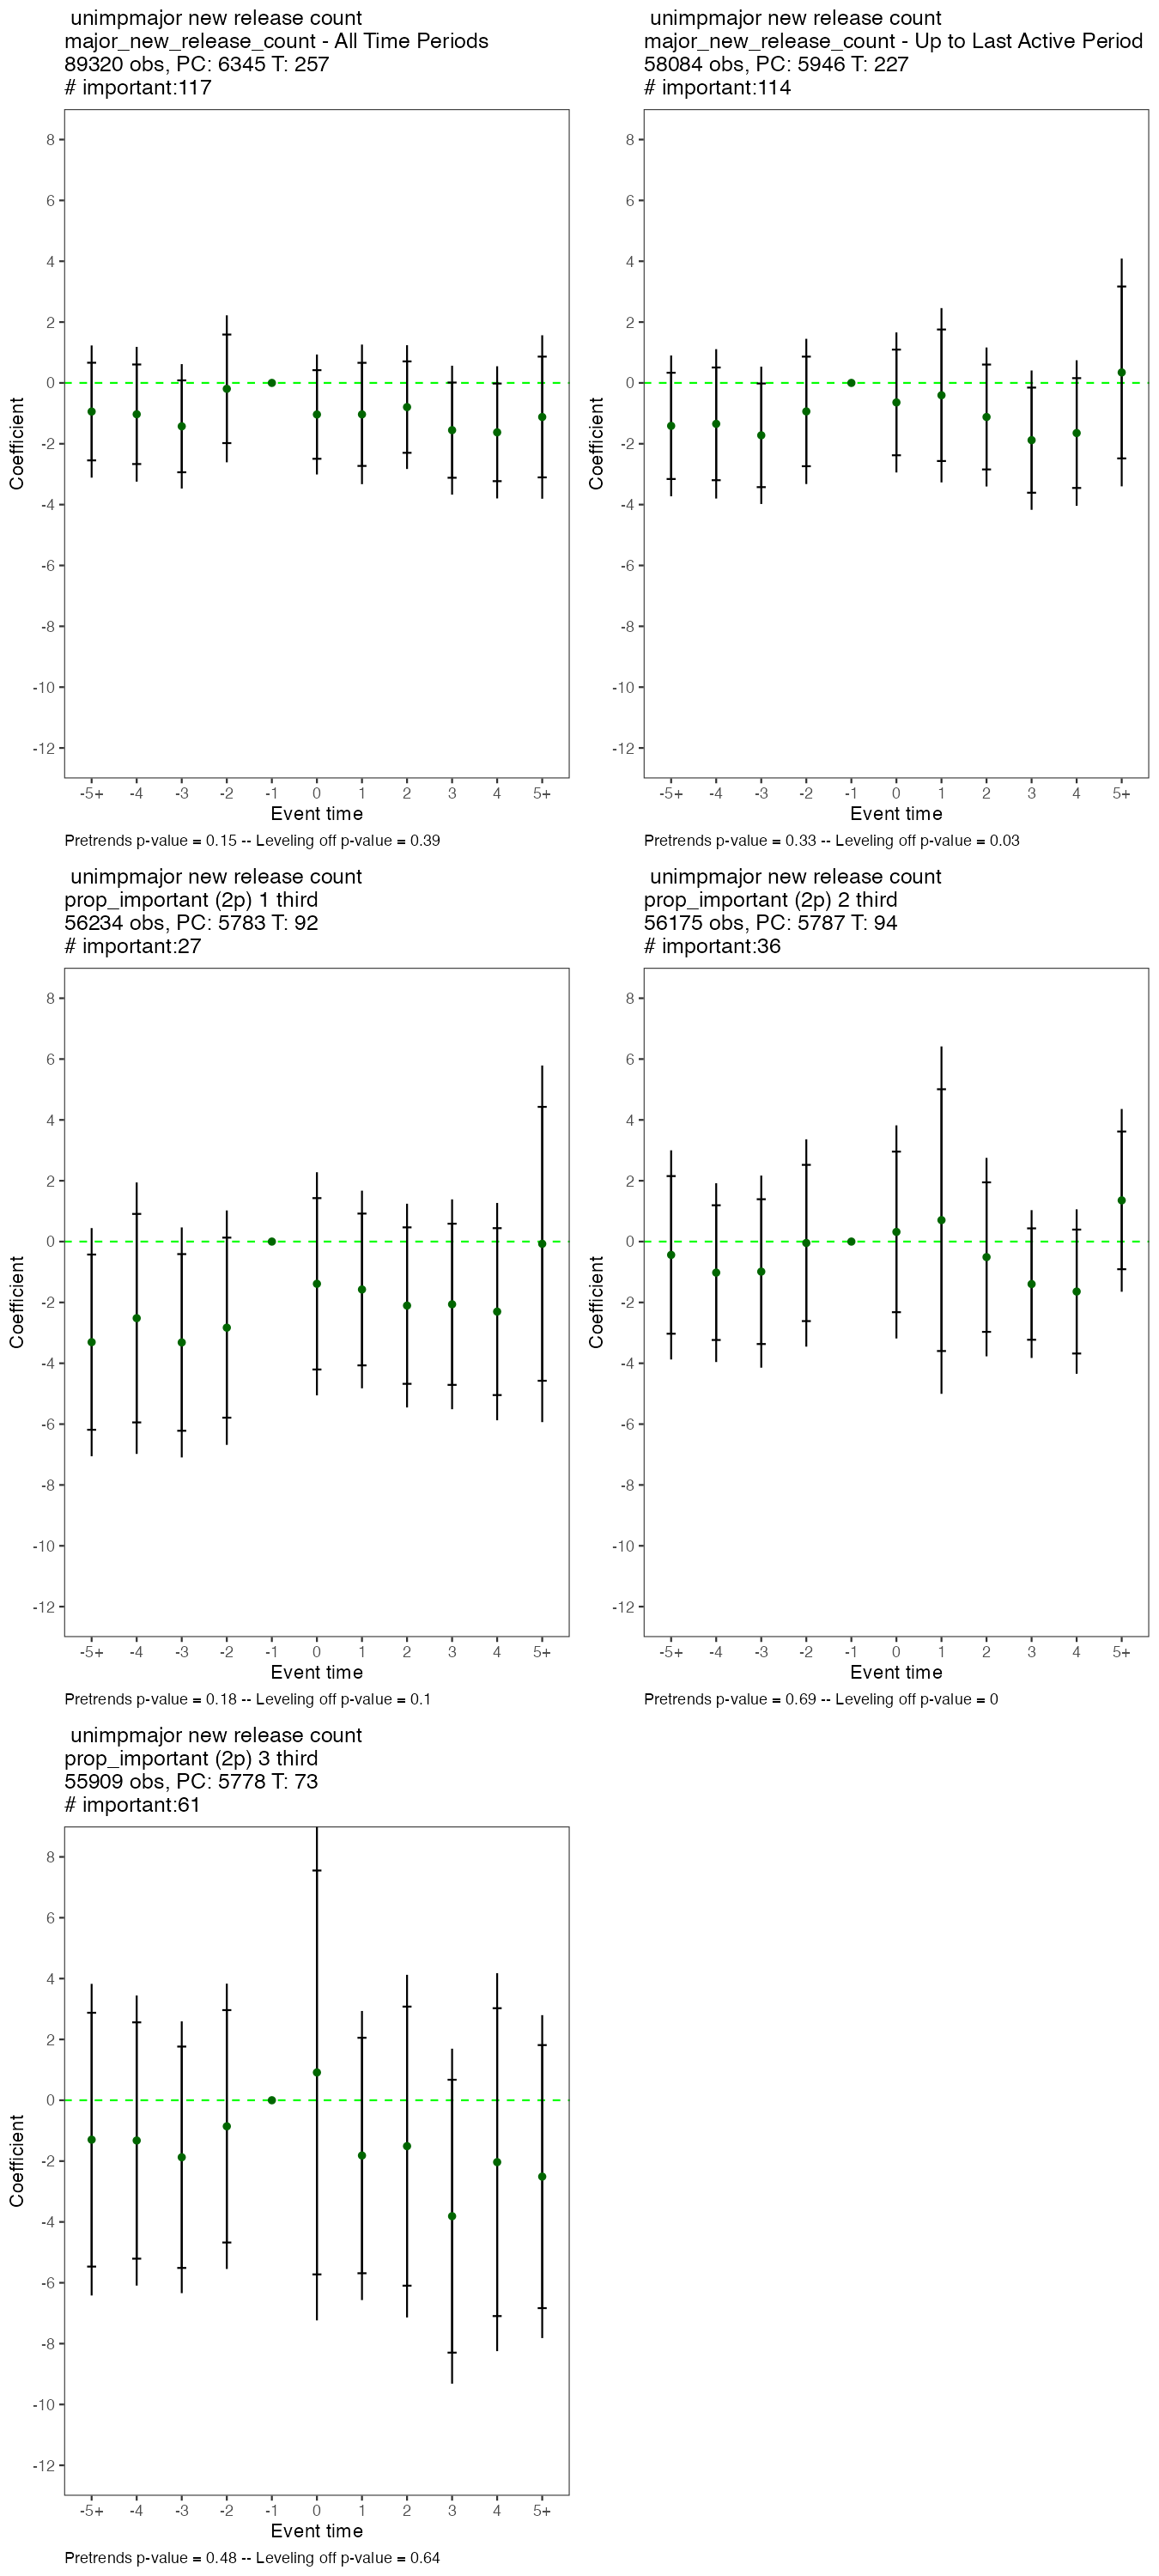 unimpmajor new release count
major_new_release_count - All Time Periods
89320 obs, PC: 6345 T: 257
# important:117
8
6
4
2
0
-2
-4
-6
-8
-10
-12
Coefficient
-5+ -4 -3 -2 -1 0 1 2 3 4 5+
Event time
Pretrends p-value = 0.15 -- Leveling off p-value = 0.39
unimpmajor new release count
major_new_release_count - Up to Last Active Period
58084 obs, PC: 5946 T: 227
# important:114
8
6
4
2
0
-2
-4
-6
-8
-10
-12
Coefficient
-5+ -4 -3 -2 -1 0 1 2 3 4 5+
Event time
Pretrends p-value = 0.33 -- Leveling off p-value = 0.03
unimpmajor new release count
prop_important (2p) 1 third
56234 obs, PC: 5783 T: 92
# important:27
8
6
4
2
0
-2
-4
-6
-8
-10
-12
Coefficient
-5+ -4 -3 -2 -1 0 1 2 3 4 5+
Event time
Pretrends p-value = 0.18 -- Leveling off p-value = 0.1
unimpmajor new release count
prop_important (2p) 2 third
56175 obs, PC: 5787 T: 94
# important:36
8
6
4
2
0
-2
-4
-6
-8
-10
-12
Coefficient
-5+ -4 -3 -2 -1 0 1 2 3 4 5+
Event time
Pretrends p-value = 0.69 -- Leveling off p-value = 0
unimpmajor new release count
prop_important (2p) 3 third
55909 obs, PC: 5778 T: 73
# important:61
8
6
4
2
0
-2
-4
-6
-8
-10
-12
Coefficient
-5+ -4 -3 -2 -1 0 1 2 3 4 5+
Event time
Pretrends p-value = 0.48 -- Leveling off p-value = 0.64